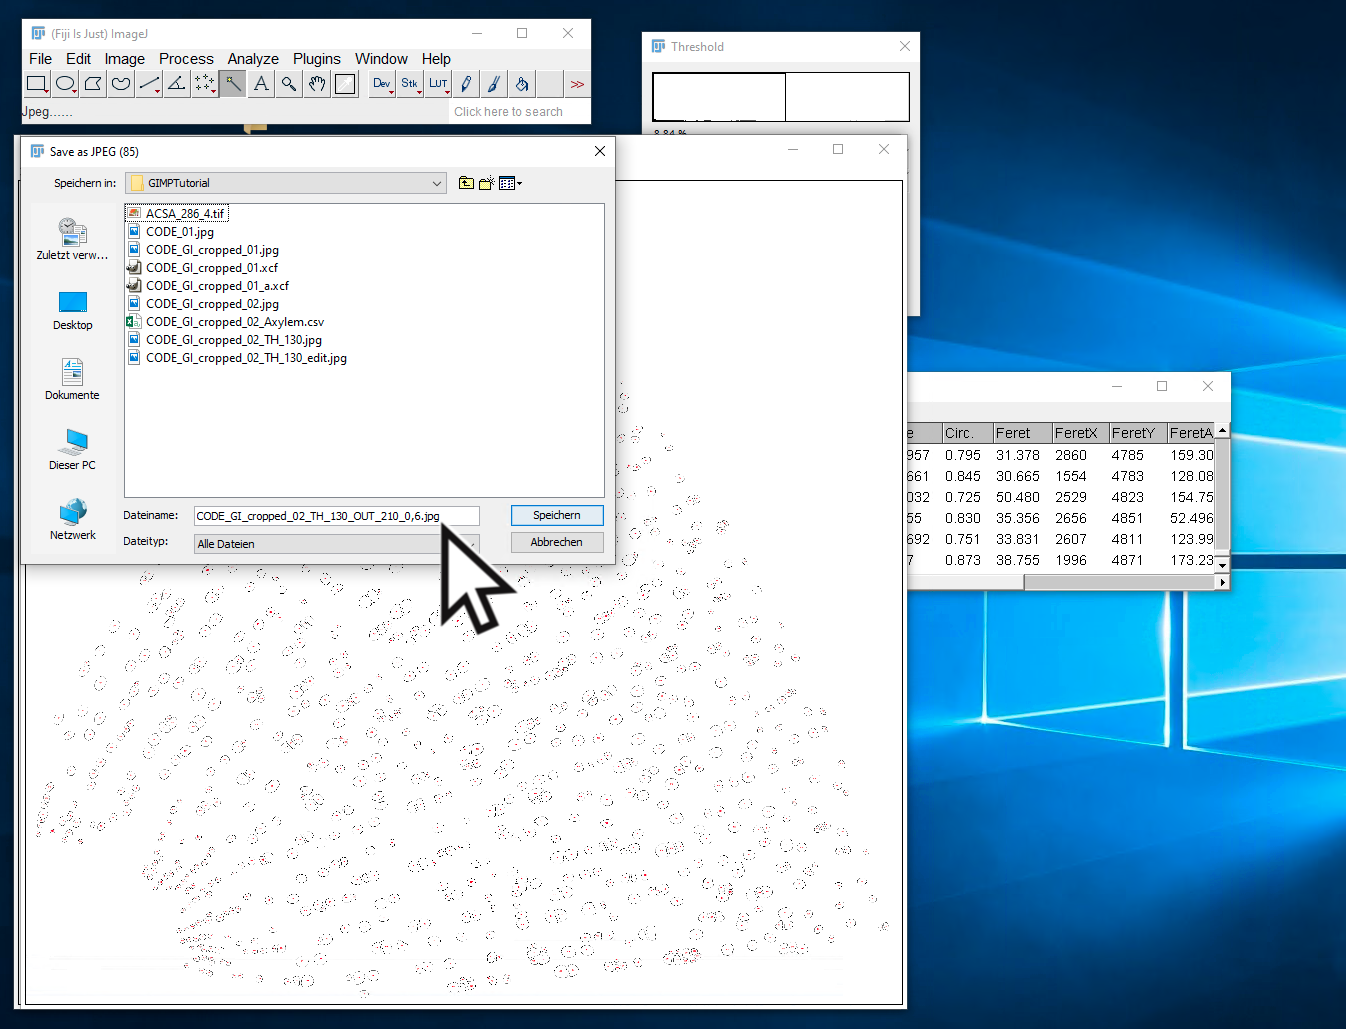 (Fiji Is Just) ImageJ
File Edit Image Process Analyze Plugins Window Help
A Dev Stk LUT >>
Jpeg...... Click here to search
Threshold
8.84 %
Save as JPEG (85)
Speichern in: GIMPTutorial
Zuletzt verw...
Desktop
Dokumente
Dieser PC
Netzwerk
ACSA_286_4.tif
CODE_01.jpg
CODE_GI_cropped_01.jpg
CODE_GI_cropped_01.xcf
CODE_GI_cropped_01_a.xcf
CODE_GI_cropped_02.jpg
CODE_GI_cropped_02_Axylem.csv
CODE_GI_cropped_02_TH_130.jpg
CODE_GI_cropped_02_TH_130_edit.jpg
Dateiname: CODE_GI_cropped_02_TH_130_OUT_210_0,6.jpg Speichern
Dateityp: Alle Dateien Abbrechen
e Circ. Feret FeretX FeretY FeretA
957 0.795 31.378 2860 4785 159.30
661 0.845 30.665 1554 4783 128.08
032 0.725 50.480 2529 4823 154.75
55 0.830 35.356 2656 4851 52.496
692 0.751 33.831 2607 4811 123.99
7 0.873 38.755 1996 4871 173.23